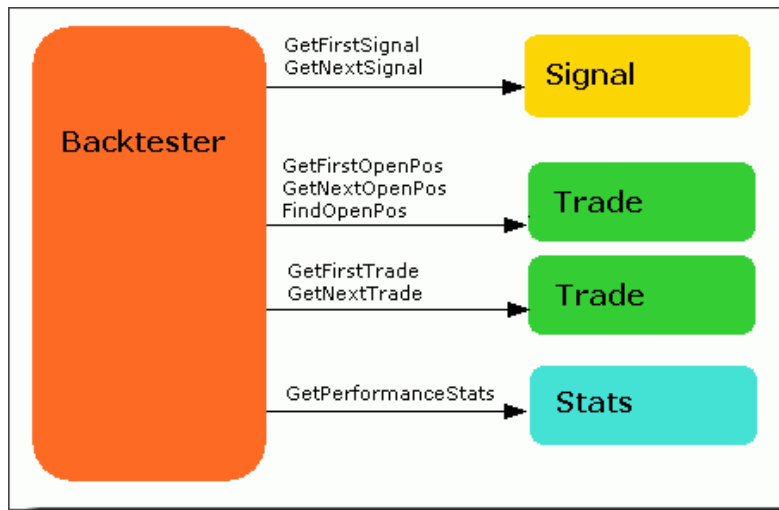 Backtester
GetFirstSignal
GetNextSignal
Signal
GetFirstOpenPos
GetNextOpenPos
FindOpenPos
Trade
GetFirstTrade
GetNextTrade
Trade
GetPerformanceStats
Stats